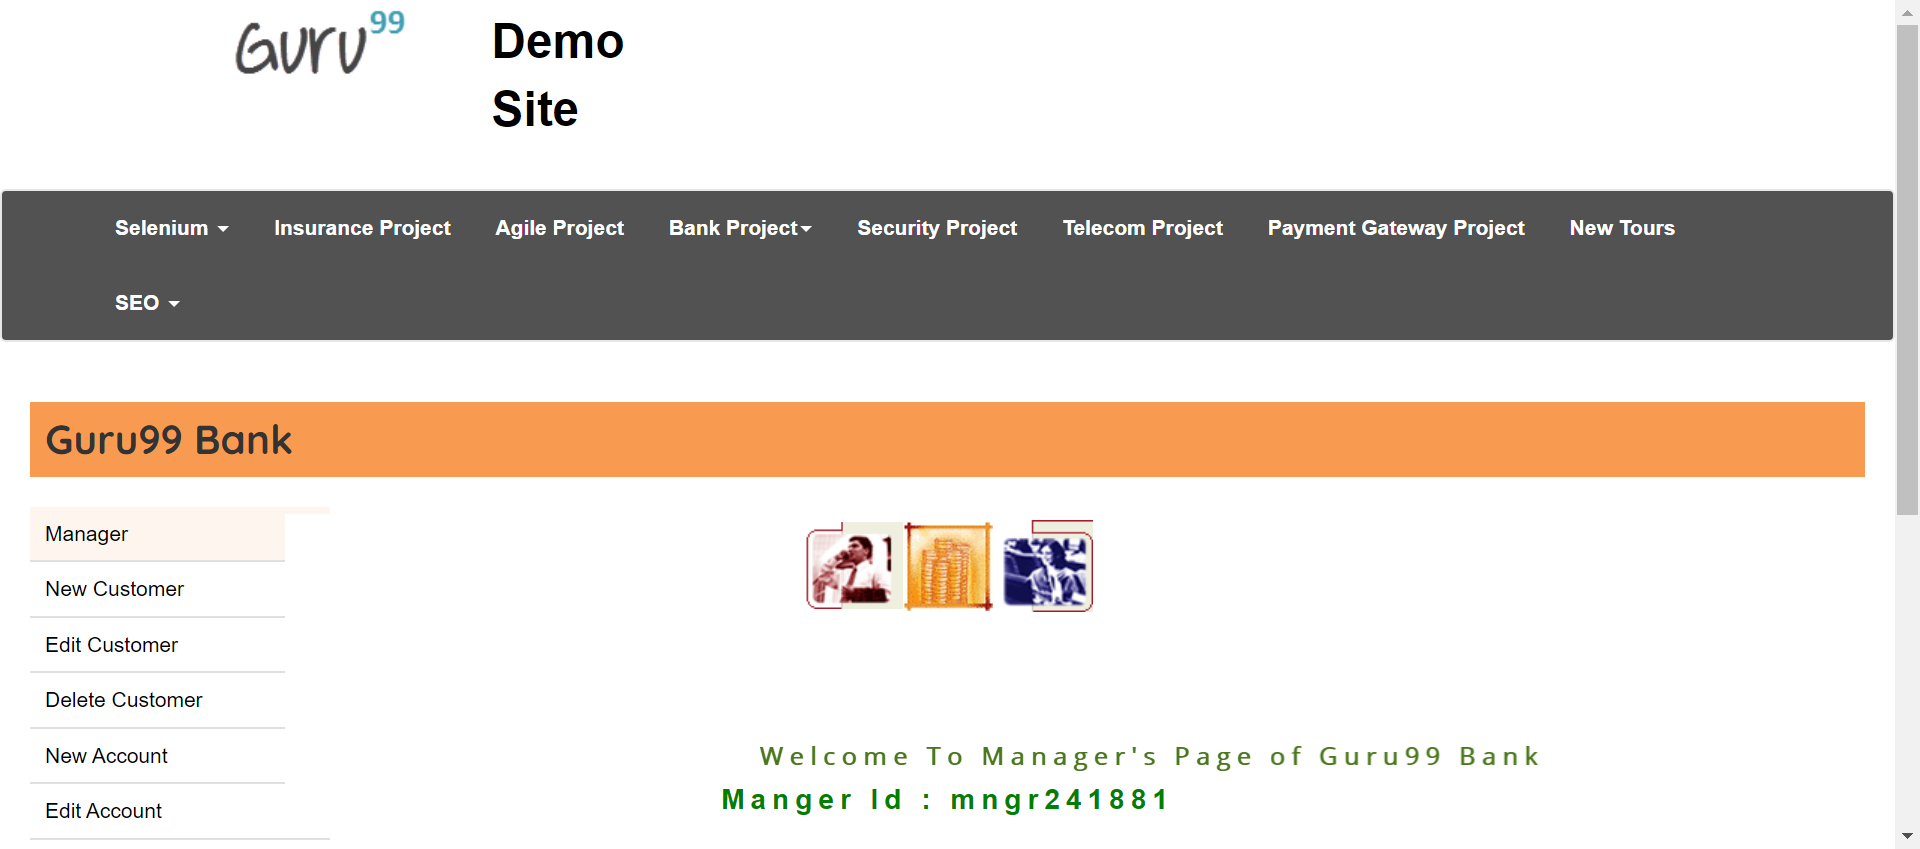 Guru99
Demo
Site
Selenium
Insurance Project
Agile Project
Bank Project
Security Project
Telecom Project
Payment Gateway Project
New Tours
SEO
Guru99 Bank
Manager
New Customer
Edit Customer
Delete Customer
New Account
Edit Account
Welcome To Manager's Page of Guru99 Bank
Manger Id : mngr241881